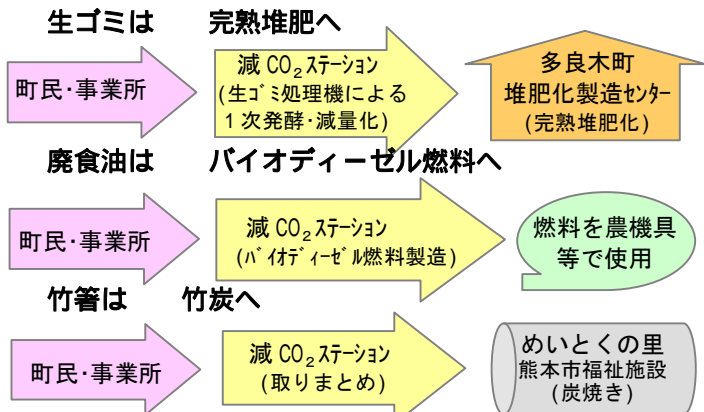 生ゴミは 完熟堆肥へ
町民･事業所
減 CO₂ｽﾃｰｼｮﾝ
(生ｺﾞﾐ処理機による
１次発酵･減量化)
多良木町
堆肥化製造ｾﾝﾀｰ
(完熟堆肥化)
廃食油は バイオディーゼル燃料へ
町民･事業所
減 CO₂ｽﾃｰｼｮﾝ
(ﾊﾞｲｵﾃﾞｨｰｾﾞﾙ燃料製造)
燃料を農機具
等で使用
竹箸は 竹炭へ
町民･事業所
減 CO₂ｽﾃｰｼｮﾝ
(取りまとめ)
めいとくの里
熊本市福祉施設
(炭焼き)